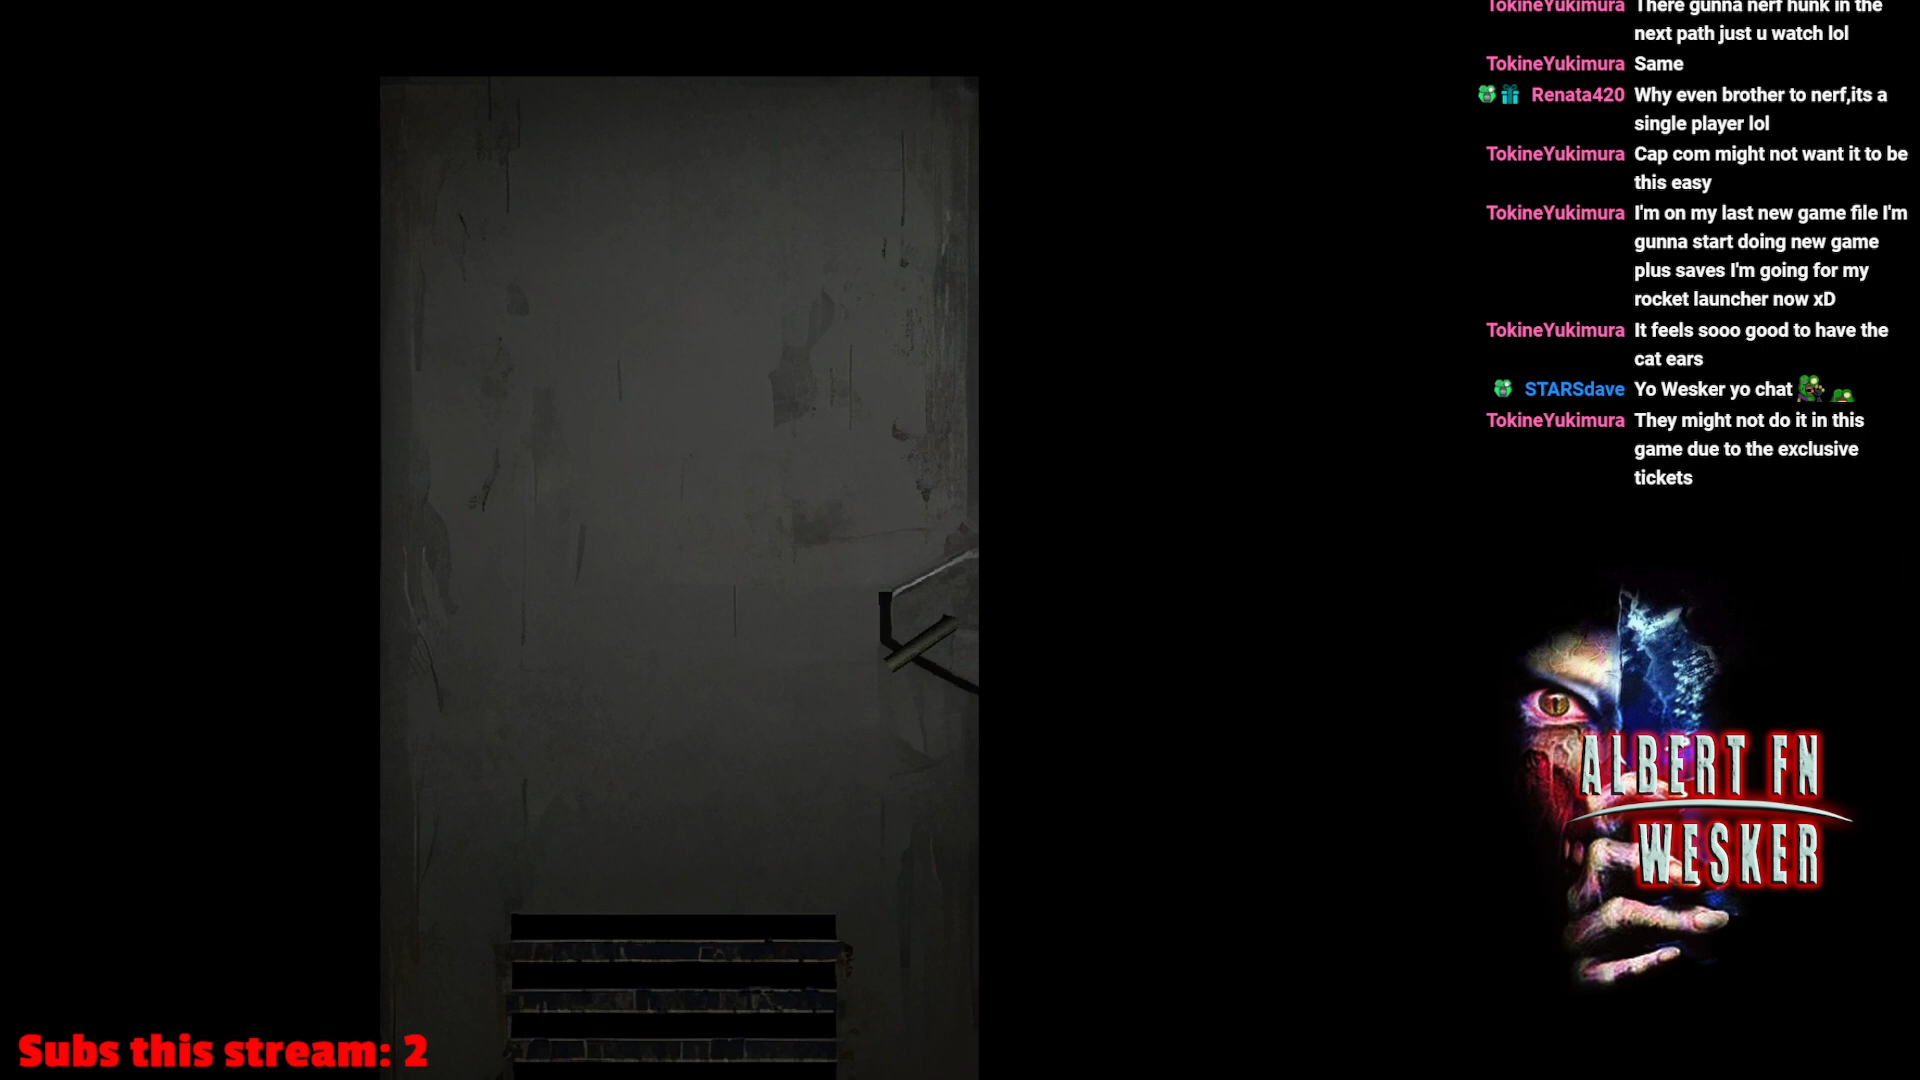 TokineYukimura There gunna nerf hunk in the
next path just u watch lol
TokineYukimura Same
Renata420 Why even brother to nerf,its a
single player lol
TokineYukimura Cap com might not want it to be
this easy
TokineYukimura I'm on my last new game file I'm
gunna start doing new game
plus saves I'm going for my
rocket launcher now xD
TokineYukimura It feels sooo good to have the
cat ears
STARSdave Yo Wesker yo chat
TokineYukimura They might not do it in this
game due to the exclusive
tickets
ALBERT FN
WESKER
Subs this stream: 2